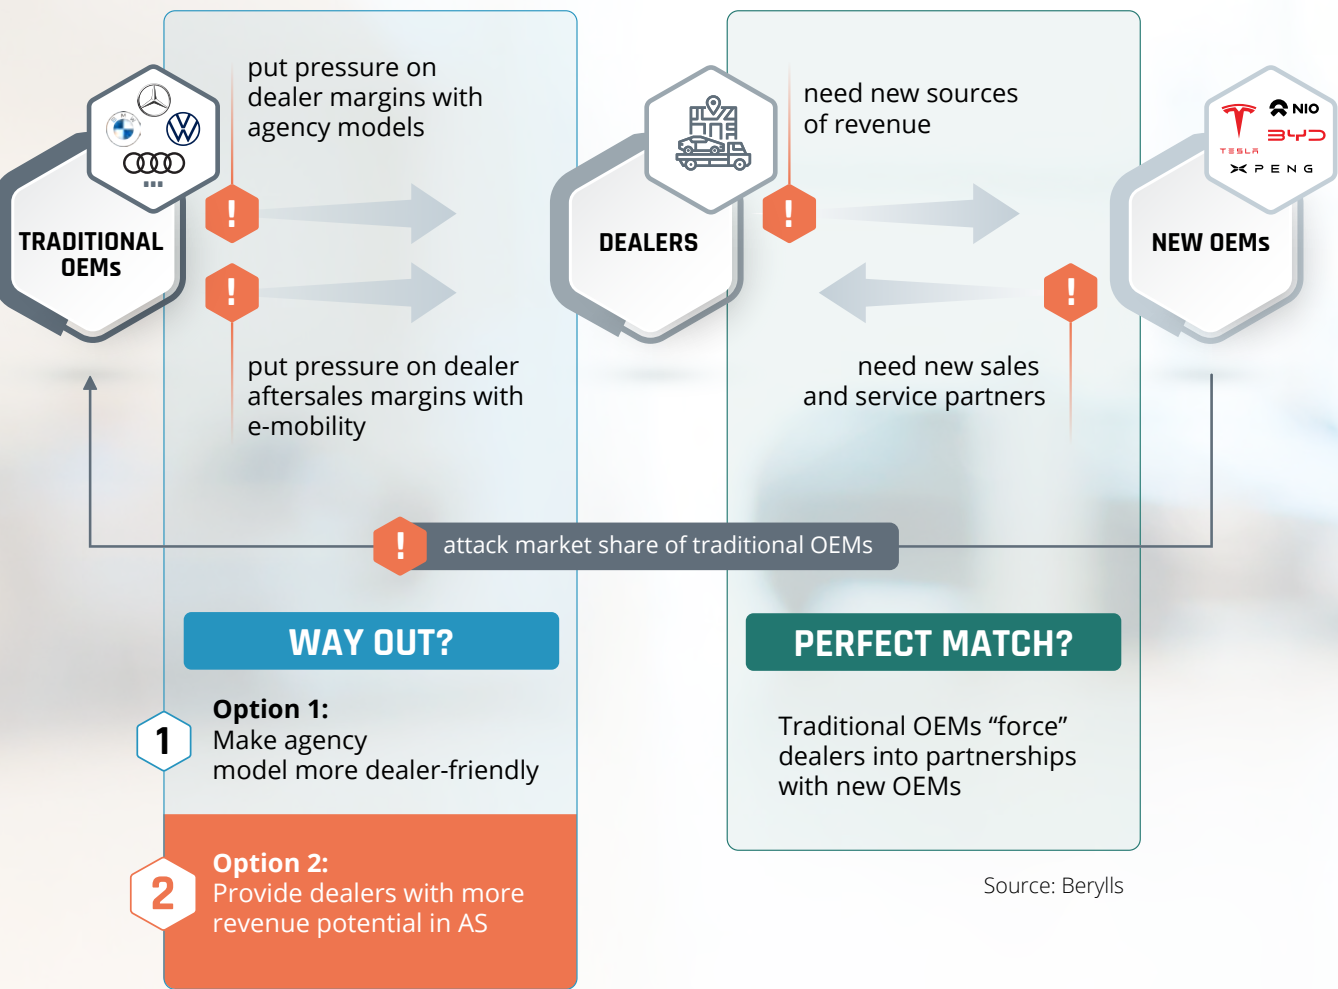 put pressure on
dealer margins with
agency models
need new sources
of revenue
TESLA
NIO
BYD
XPENG
TRADITIONAL
OEMs
!
DEALERS
!
NEW OEMs
!
!
put pressure on dealer
aftersales margins with
e-mobility
need new sales
and service partners
! attack market share of traditional OEMs
WAY OUT?
1
Option 1:
Make agency
model more dealer-friendly
2
Option 2:
Provide dealers with more
revenue potential in AS
PERFECT MATCH?
Traditional OEMs “force”
dealers into partnerships
with new OEMs
Source: Berylls